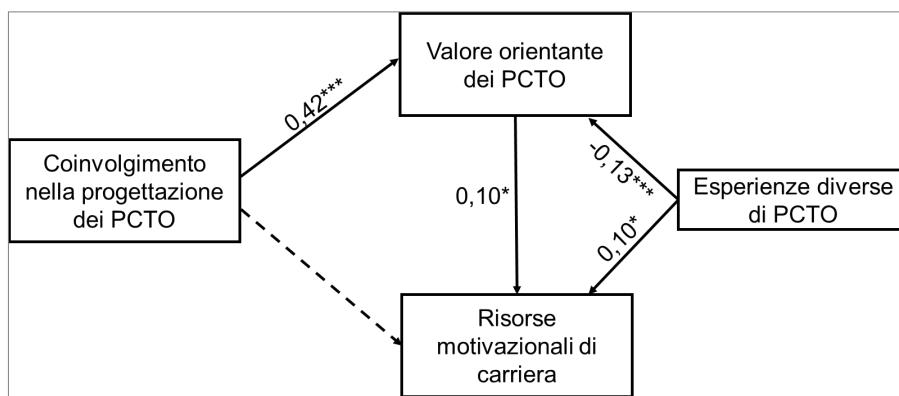 Valore orientante
dei PCTO
0,42***
Coinvolgimento
nella progettazione
dei PCTO
-0,13***
Esperienze diverse
di PCTO
0,10*
0,10*
Risorse
motivazionali di
carriera